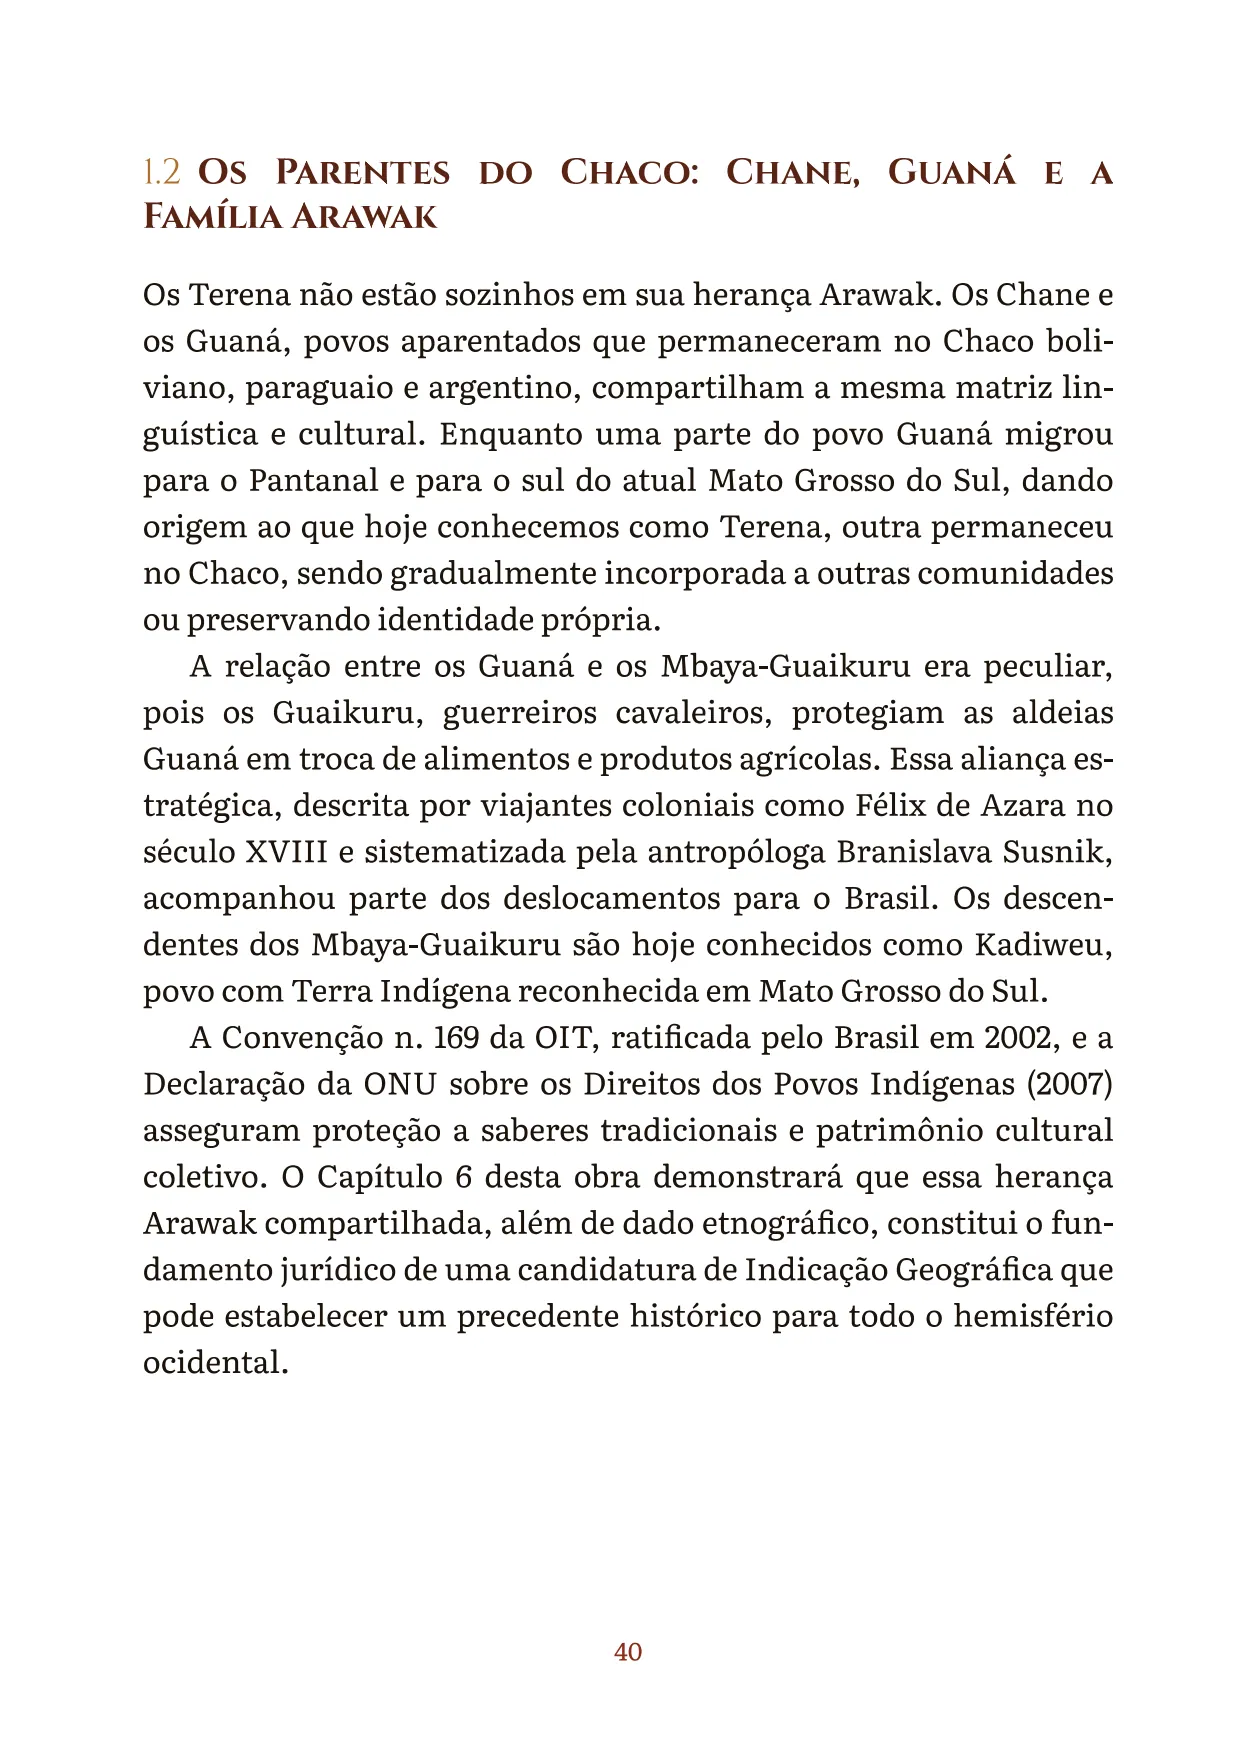 1.2 Os Parentes do Chaco: Chane, Guaná e a
Família Arawak
Os Terena não estão sozinhos em sua herança Arawak. Os Chane e
os Guaná, povos aparentados que permaneceram no Chaco boli-
viano, paraguaio e argentino, compartilham a mesma matriz lin-
guística e cultural. Enquanto uma parte do povo Guaná migrou
para o Pantanal e para o sul do atual Mato Grosso do Sul, dando
origem ao que hoje conhecemos como Terena, outra permaneceu
no Chaco, sendo gradualmente incorporada a outras comunidades
ou preservando identidade própria.
A relação entre os Guaná e os Mbaya-Guaikuru era peculiar,
pois os Guaikuru, guerreiros cavaleiros, protegiam as aldeias
Guaná em troca de alimentos e produtos agrícolas. Essa aliança es-
tratégica, descrita por viajantes coloniais como Félix de Azara no
século XVIII e sistematizada pela antropóloga Branislava Susnik,
acompanhou parte dos deslocamentos para o Brasil. Os descen-
dentes dos Mbaya-Guaikuru são hoje conhecidos como Kadiweu,
povo com Terra Indígena reconhecida em Mato Grosso do Sul.
A Convenção n. 169 da OIT, ratificada pelo Brasil em 2002, e a
Declaração da ONU sobre os Direitos dos Povos Indígenas (2007)
asseguram proteção a saberes tradicionais e patrimônio cultural
coletivo. O Capítulo 6 desta obra demonstrará que essa herança
Arawak compartilhada, além de dado etnográfico, constitui o fun-
damento jurídico de uma candidatura de Indicação Geográfica que
pode estabelecer um precedente histórico para todo o hemisfério
ocidental.
40